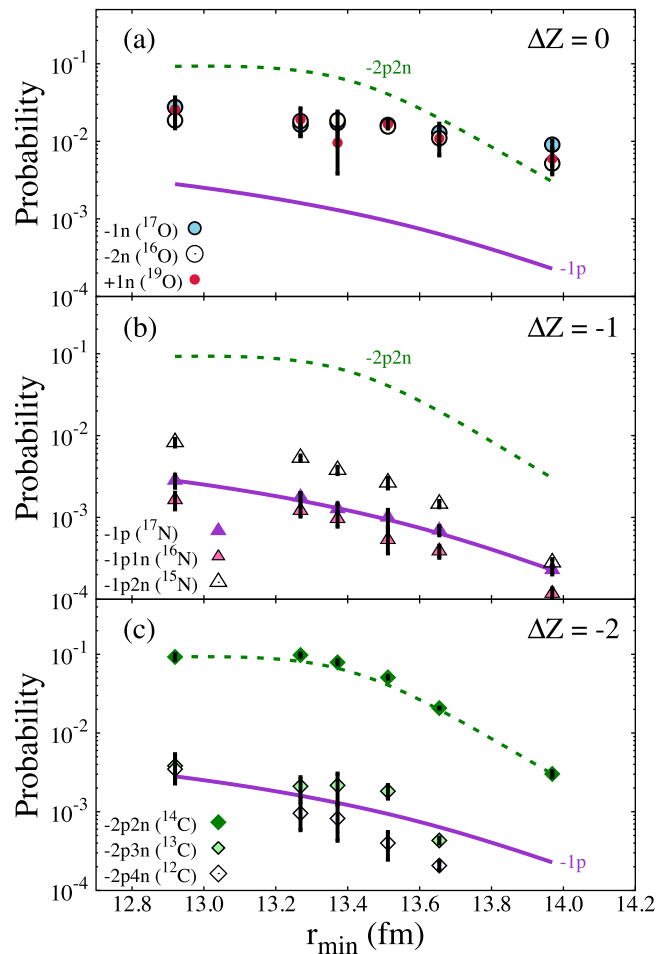 (a)
ΔZ = 0
-2p2n
10⁻¹
10⁻²
10⁻³
10⁻⁴
Probability
-1n (¹⁷O)
-2n (¹⁶O)
+1n (¹⁹O)
-1p
(b)
ΔZ = -1
-2p2n
10⁻¹
10⁻²
10⁻³
10⁻⁴
Probability
-1p (¹⁷N)
-1p1n (¹⁶N)
-1p2n (¹⁵N)
(c)
ΔZ = -2
10⁻¹
10⁻²
10⁻³
10⁻⁴
Probability
-2p2n (¹⁴C)
-2p3n (¹³C)
-2p4n (¹²C)
-1p
12.8 13.0 13.2 13.4 13.6 13.8 14.0 14.2
r_min (fm)